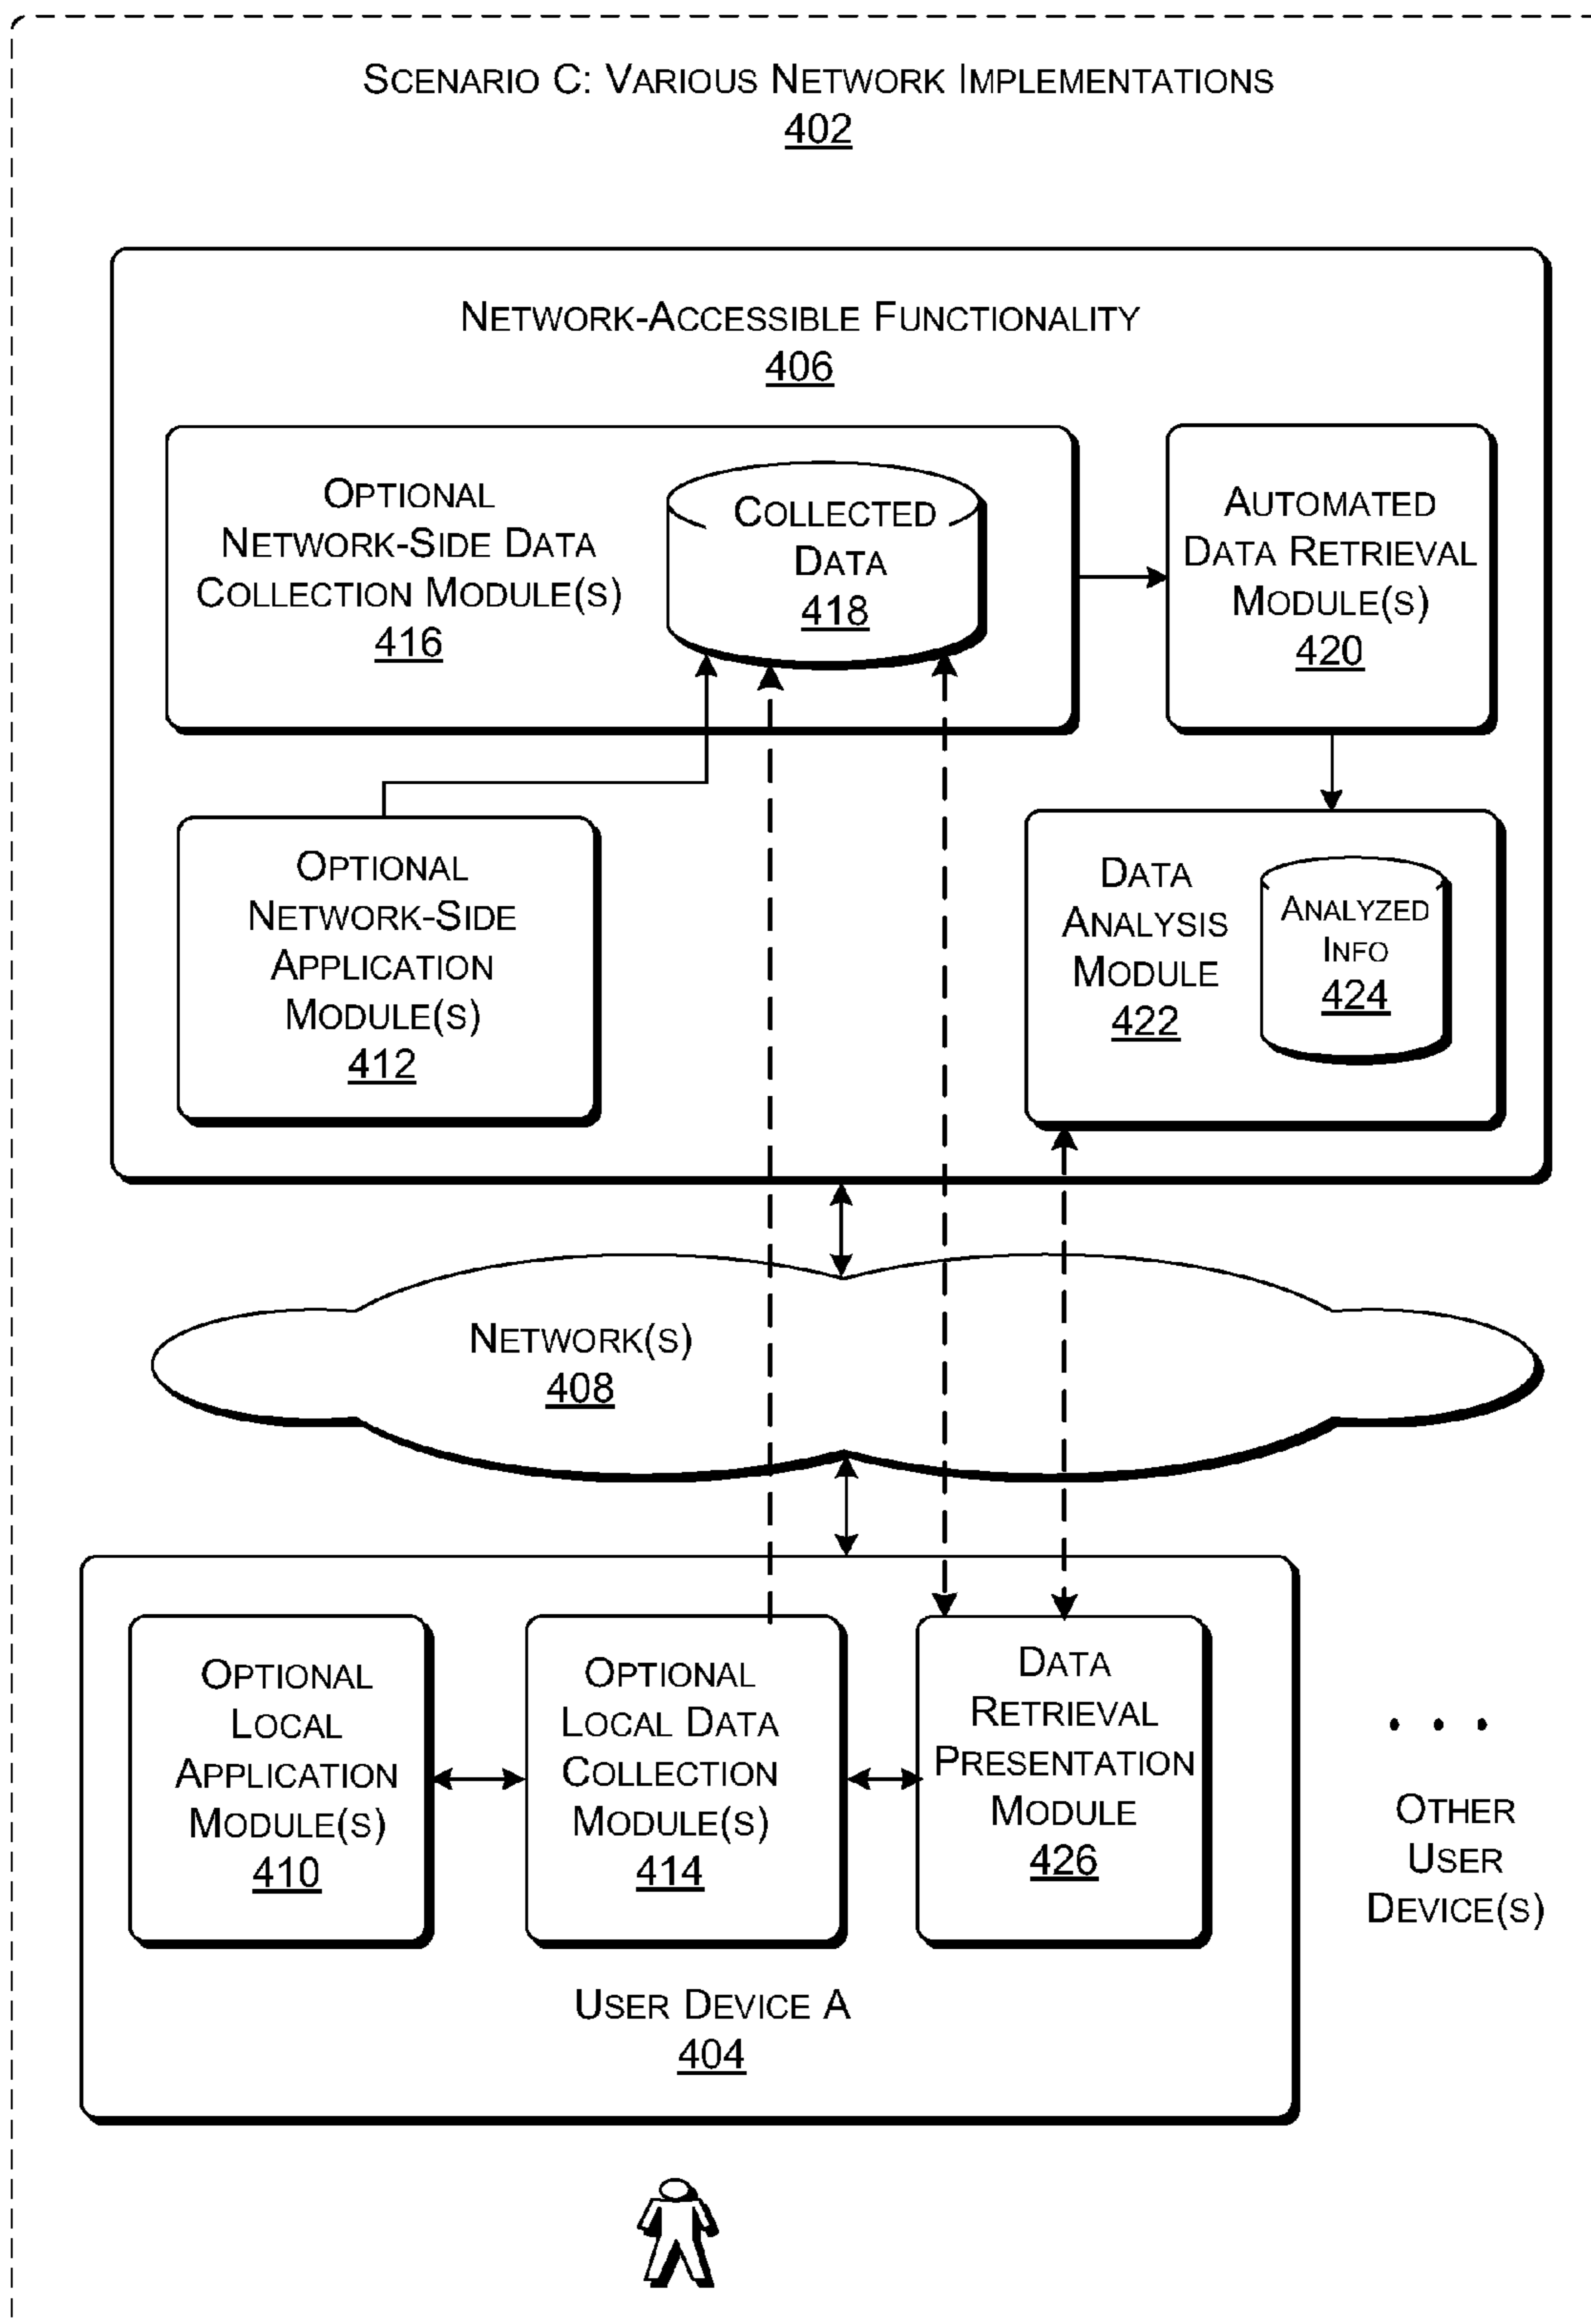 SCENARIO C: VARIOUS NETWORK IMPLEMENTATIONS
402
NETWORK-ACCESSIBLE FUNCTIONALITY
406
OPTIONAL
NETWORK-SIDE DATA
COLLECTION MODULE(S)
416
COLLECTED
DATA
418
AUTOMATED
DATA RETRIEVAL
MODULE(S)
420
OPTIONAL
NETWORK-SIDE
APPLICATION
MODULE(S)
412
DATA
ANALYSIS
MODULE
422
ANALYZED
INFO
424
NETWORK(S)
408
OPTIONAL
LOCAL
APPLICATION
MODULE(S)
410
OPTIONAL
LOCAL DATA
COLLECTION
MODULE(S)
414
DATA
RETRIEVAL
PRESENTATION
MODULE
426
. . .
OTHER
USER
DEVICE(S)
USER DEVICE A
404